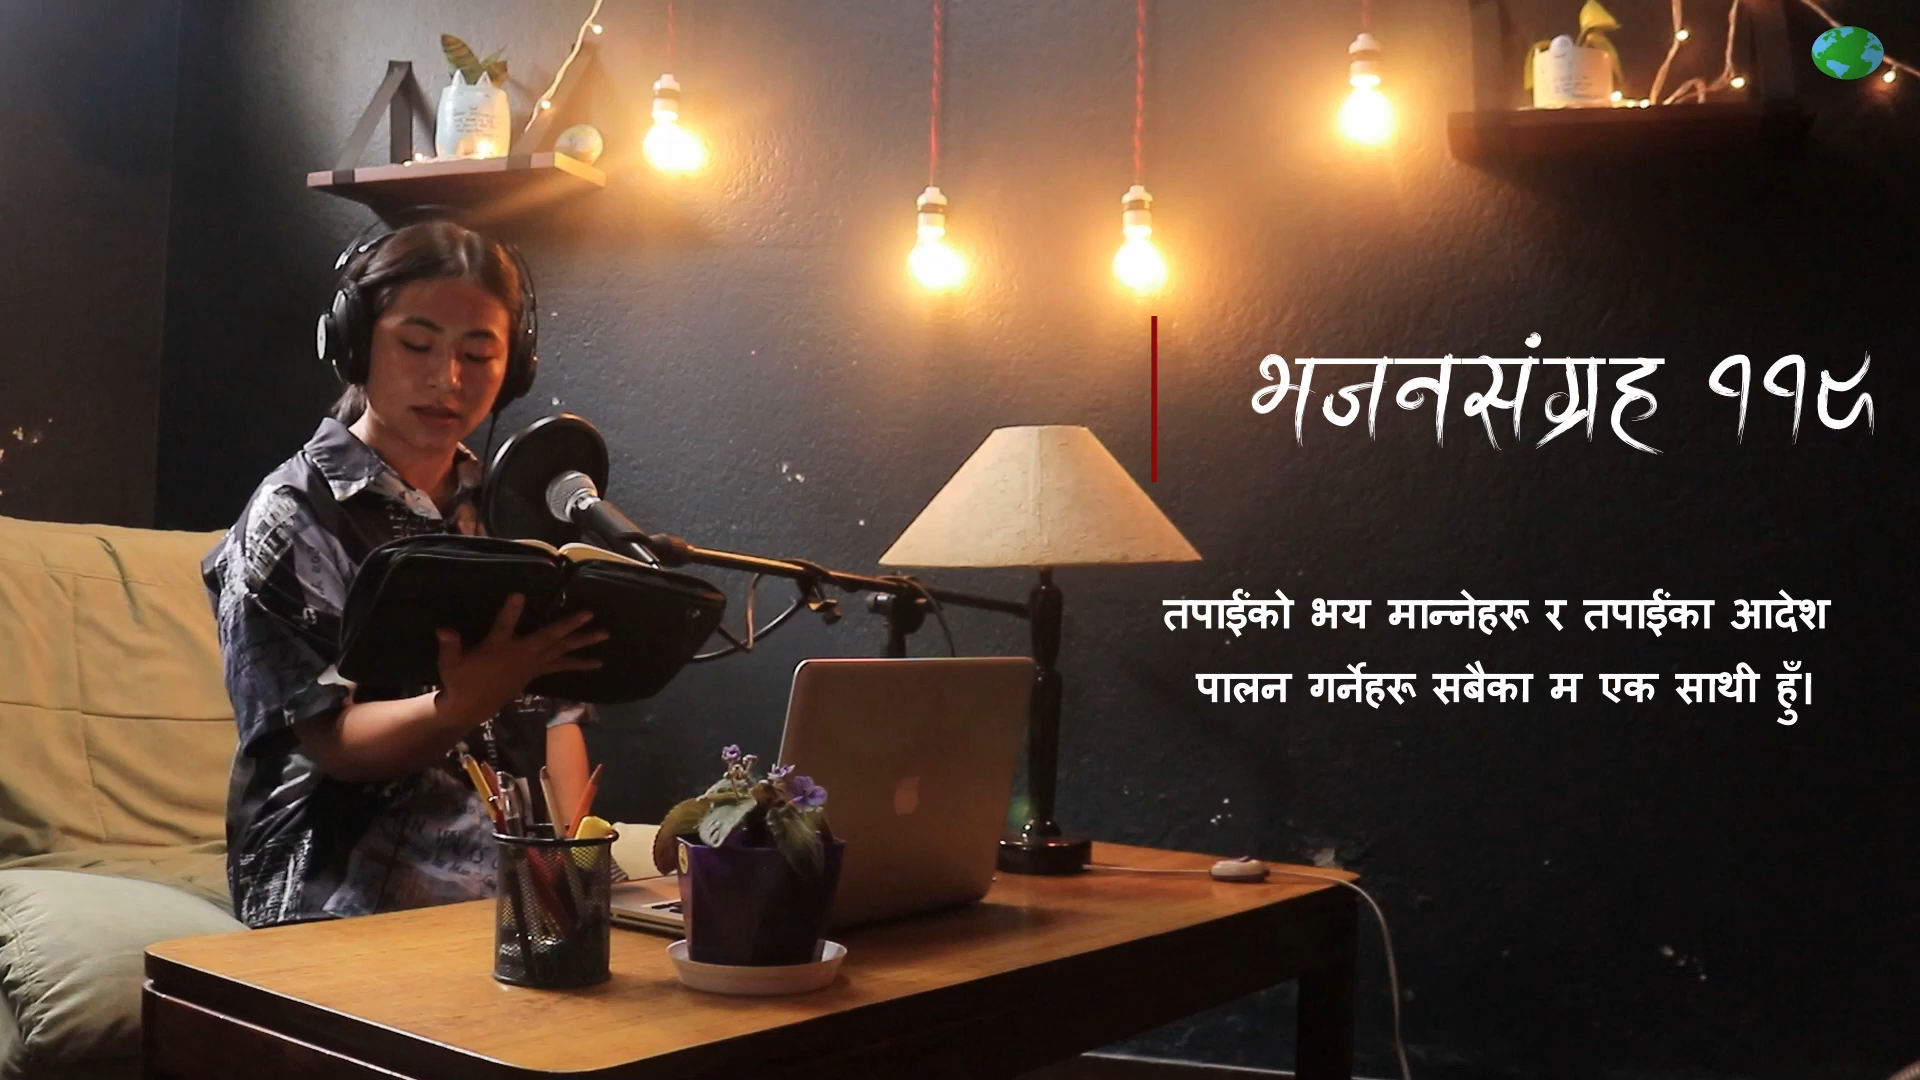 भजनसंग्रह ११९
तपाईंको भय मान्नेहरू र तपाईंका आदेश
पालन गर्नेहरू सबैका म एक साथी हुँ।